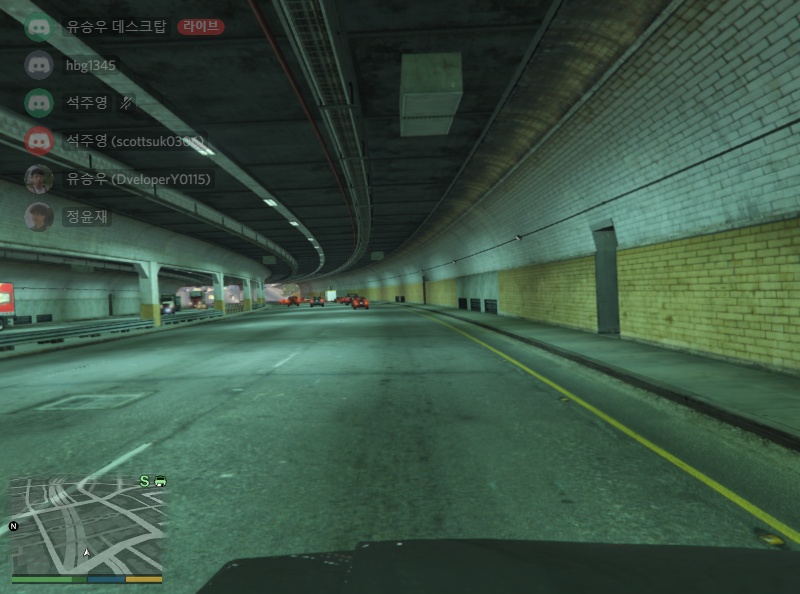 유승우 데스크탑 라이브
hbg1345
석주영
석주영 (scottsuk0306)
유승우 (DveloperY0115)
정윤재
S
N